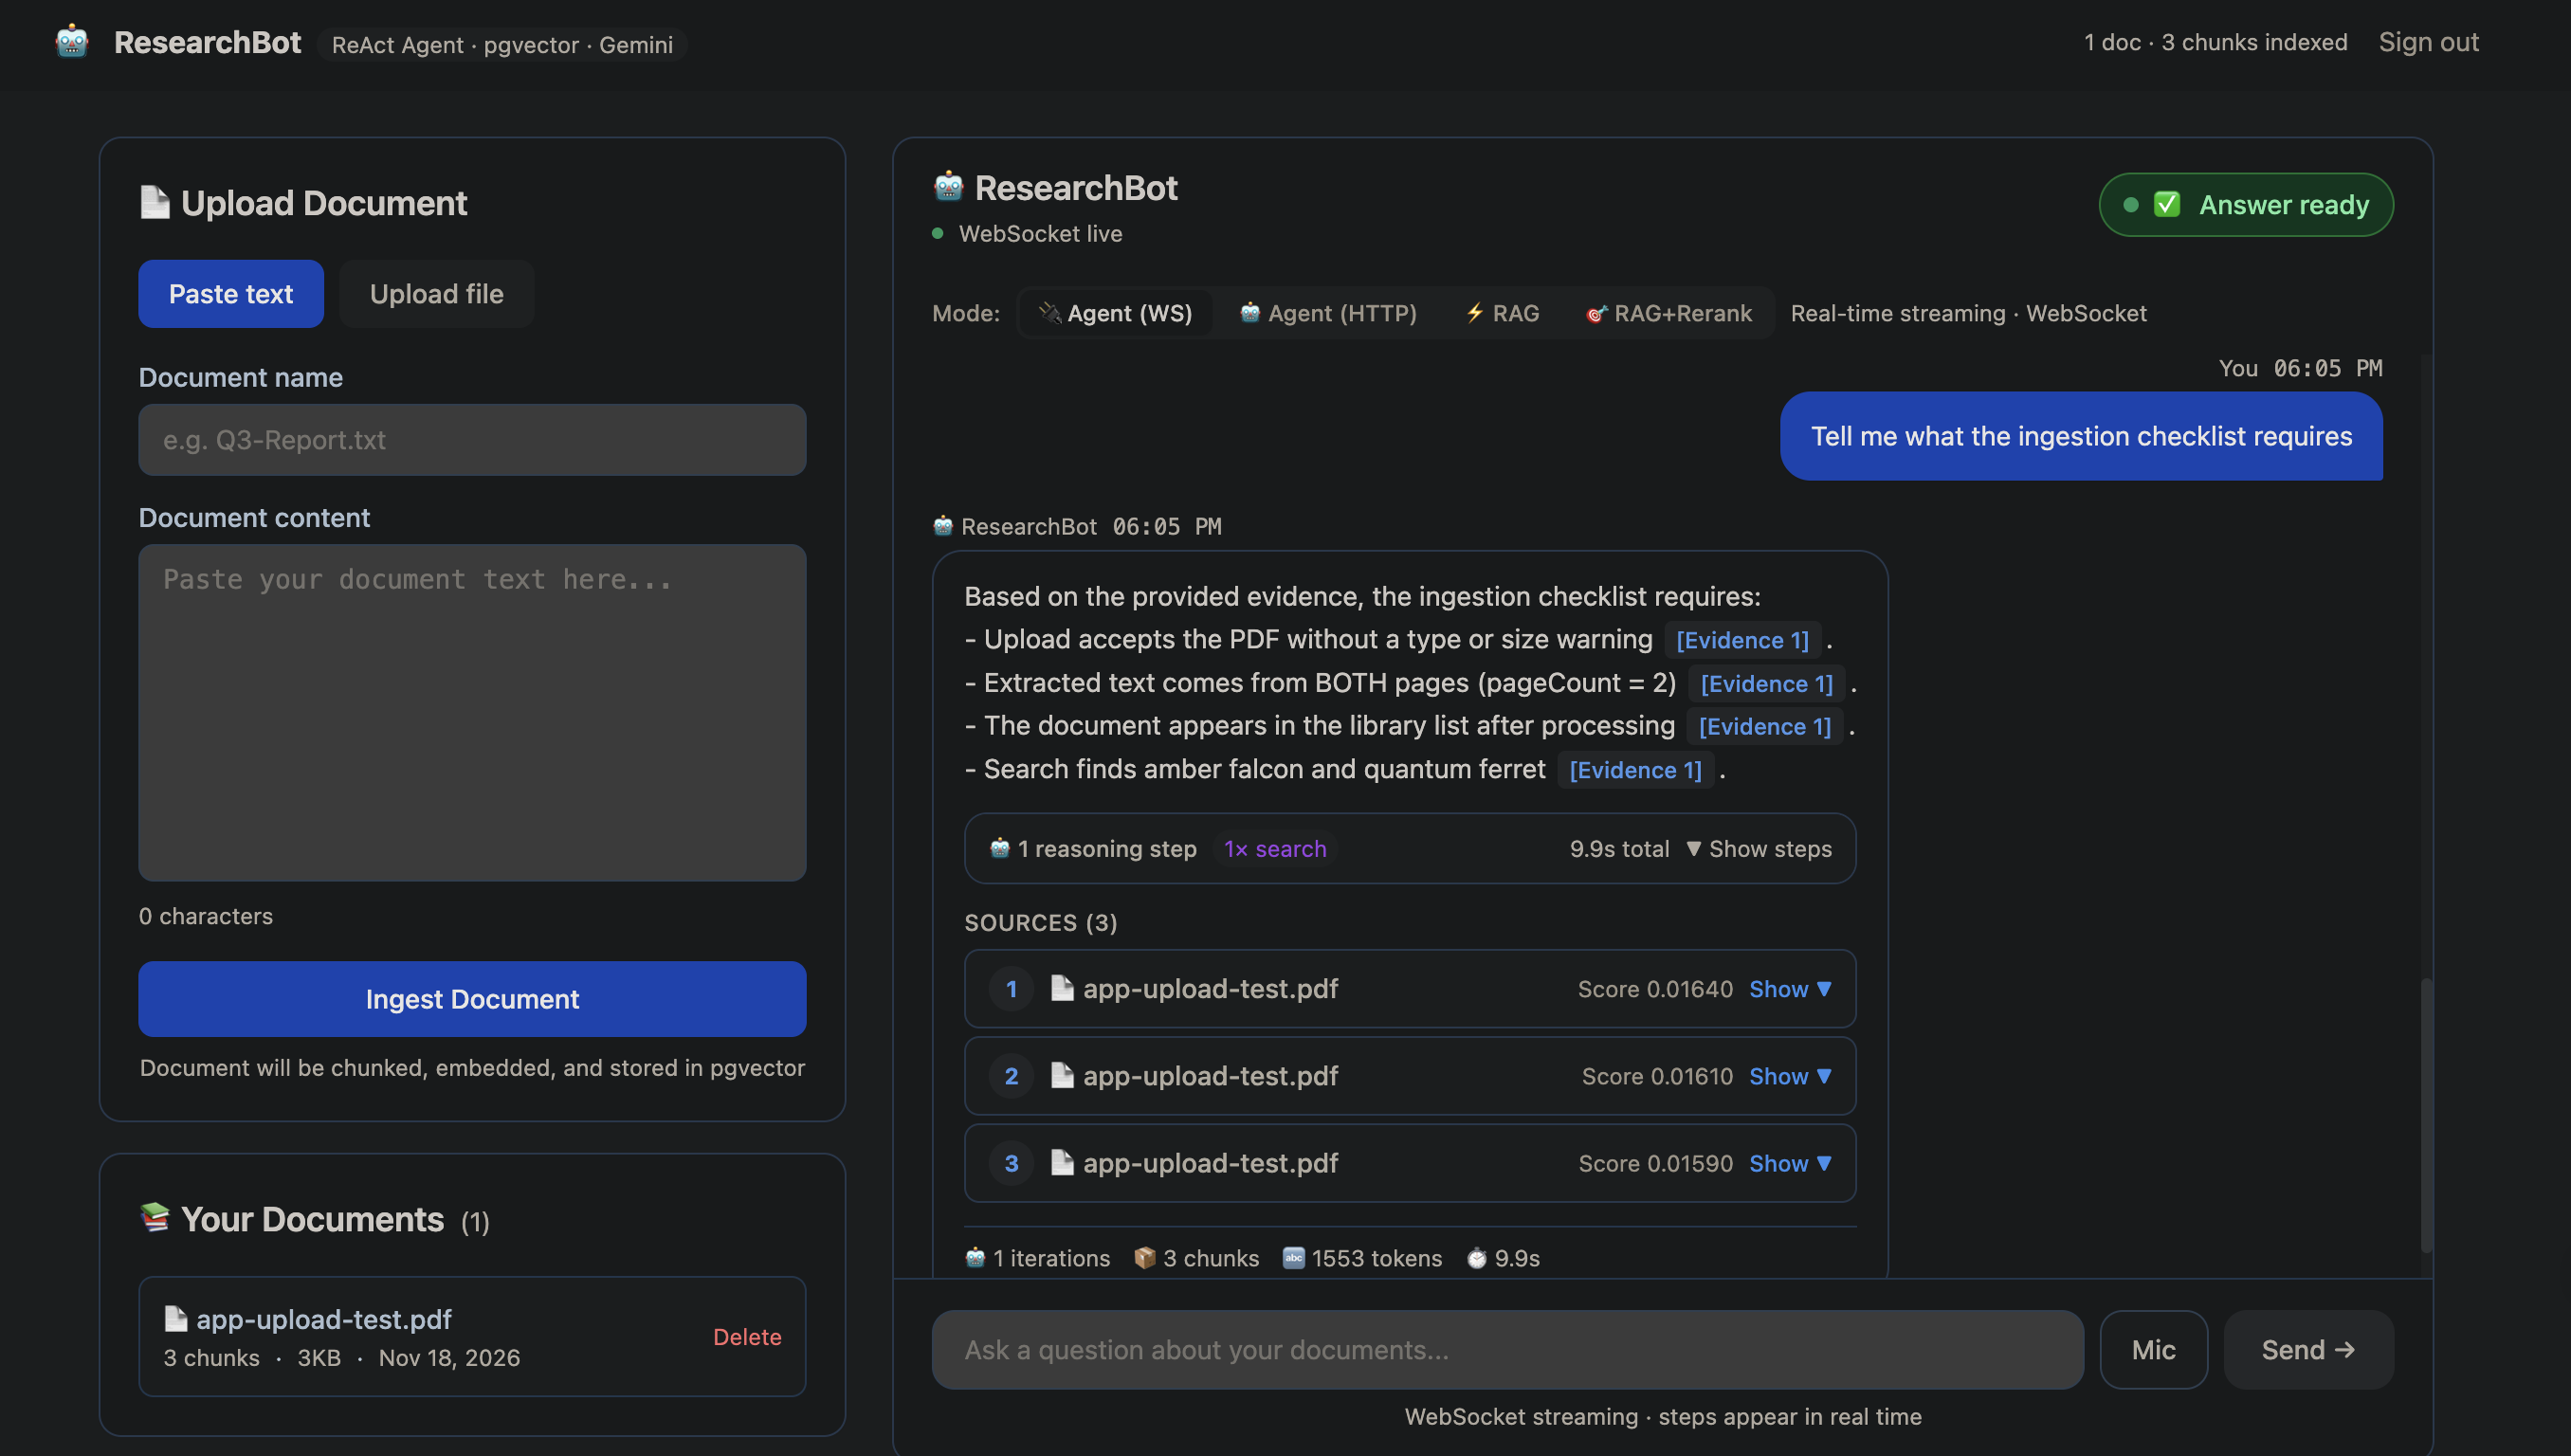 🤖 ResearchBot ReAct Agent · pgvector · Gemini
1 doc · 3 chunks indexed Sign out
📄 Upload Document
Paste text Upload file
Document name
e.g. Q3-Report.txt
Document content
Paste your document text here...
0 characters
Ingest Document
Document will be chunked, embedded, and stored in pgvector
📚 Your Documents (1)
📄 app-upload-test.pdf
3 chunks · 3KB · Nov 18, 2026
Delete
🤖 ResearchBot
WebSocket live
✅ Answer ready
Mode: 🔌 Agent (WS) 🤖 Agent (HTTP) ⚡ RAG 🎯 RAG+Rerank Real-time streaming · WebSocket
You 06:05 PM
Tell me what the ingestion checklist requires
🤖 ResearchBot 06:05 PM
Based on the provided evidence, the ingestion checklist requires:
- Upload accepts the PDF without a type or size warning [Evidence 1] .
- Extracted text comes from BOTH pages (pageCount = 2) [Evidence 1] .
- The document appears in the library list after processing [Evidence 1] .
- Search finds amber falcon and quantum ferret [Evidence 1] .
🤖 1 reasoning step 1× search 9.9s total ▼ Show steps
SOURCES (3)
1 📄 app-upload-test.pdf Score 0.01640 Show ▼
2 📄 app-upload-test.pdf Score 0.01610 Show ▼
3 📄 app-upload-test.pdf Score 0.01590 Show ▼
🤖 1 iterations 📦 3 chunks 🔤 1553 tokens ⏱ 9.9s
Ask a question about your documents...
Mic
Send →
WebSocket streaming · steps appear in real time